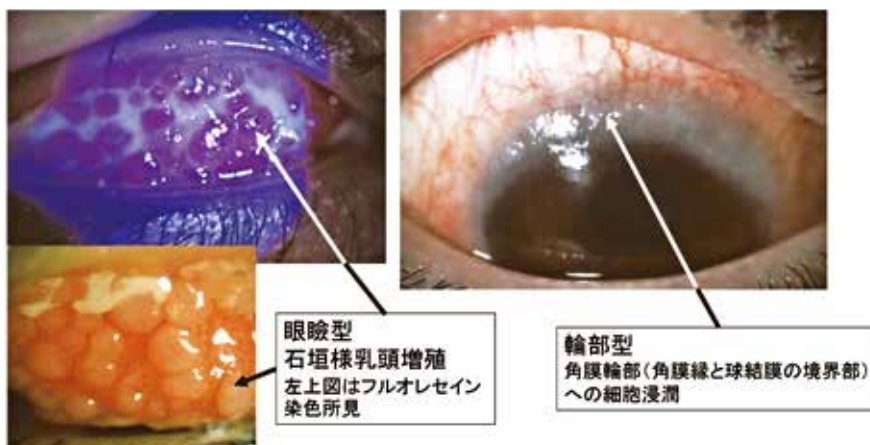 眼瞼型
石垣様乳頭増殖
左上図はフルオレセイン
染色所見
輪部型
角膜輪部（角膜縁と球結膜の境界部）
への細胞浸潤